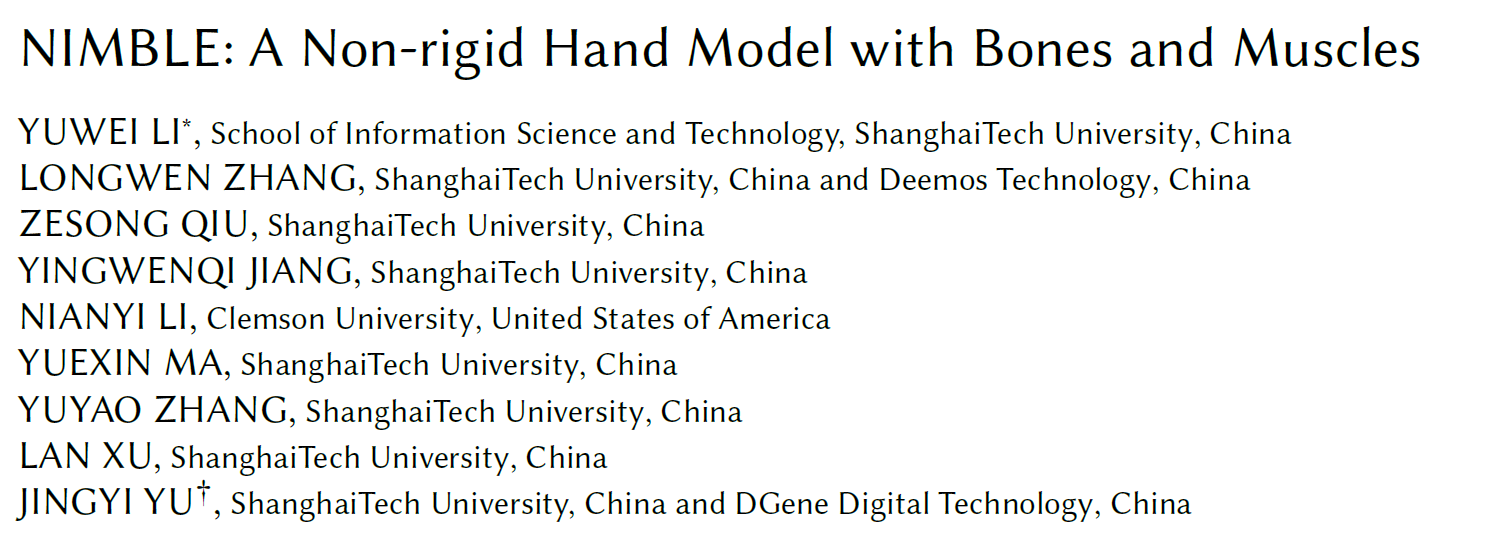 NIMBLE: A Non-rigid Hand Model with Bones and Muscles
YUWEI LI*, School of Information Science and Technology, ShanghaiTech University, China
LONGWEN ZHANG, ShanghaiTech University, China and Deemos Technology, China
ZESONG QIU, ShanghaiTech University, China
YINGWENQI JIANG, ShanghaiTech University, China
NIANYI LI, Clemson University, United States of America
YUEXIN MA, ShanghaiTech University, China
YUYAO ZHANG, ShanghaiTech University, China
LAN XU, ShanghaiTech University, China
JINGYI YU†, ShanghaiTech University, China and DGene Digital Technology, China